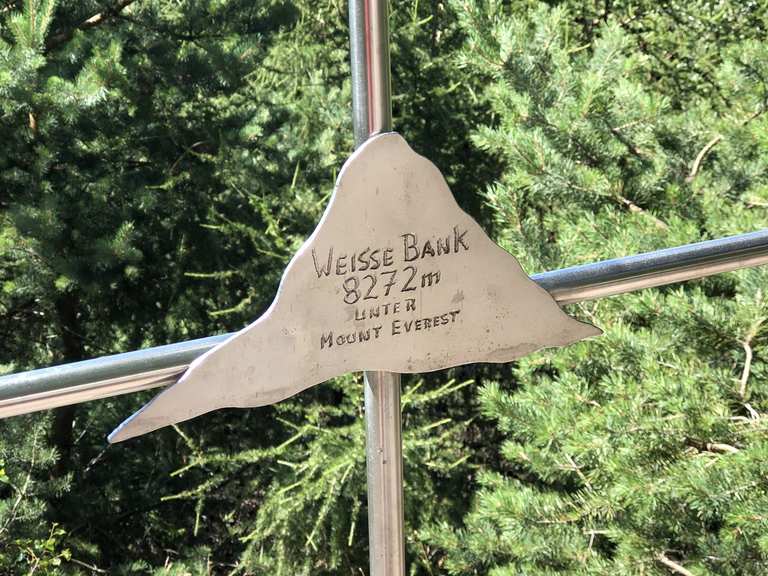 WEISSE BANK
8272m
UNTER
MOUNT EVEREST